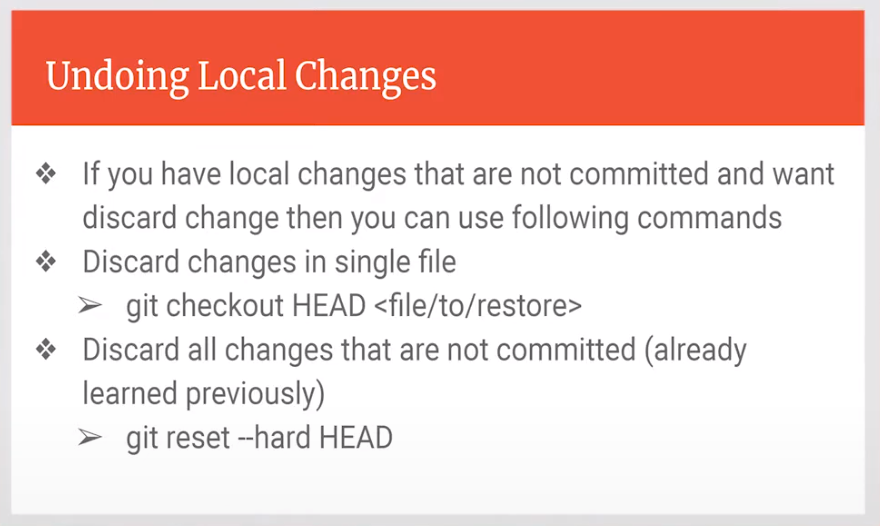 Undoing Local Changes
❖ If you have local changes that are not committed and want
discard change then you can use following commands
❖ Discard changes in single file
➢ git checkout HEAD <file/to/restore>
❖ Discard all changes that are not committed (already
learned previously)
➢ git reset --hard HEAD